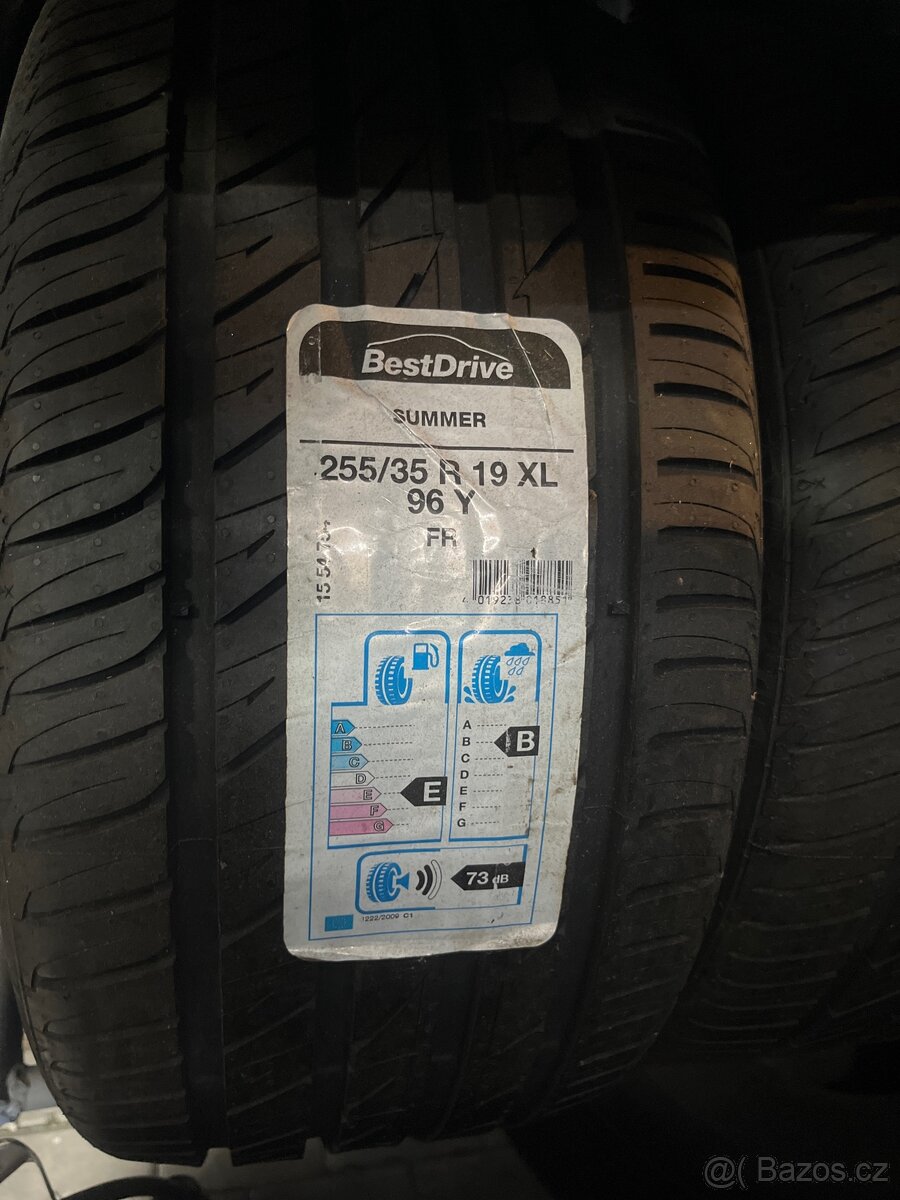 BestDrive
SUMMER
255/35 R 19 XL
96 Y
FR
A
B
C
D
E
F
G
E
A
B
C
D
E
F
G
B
73 dB
1222/2009 C1
@( Bazos.cz